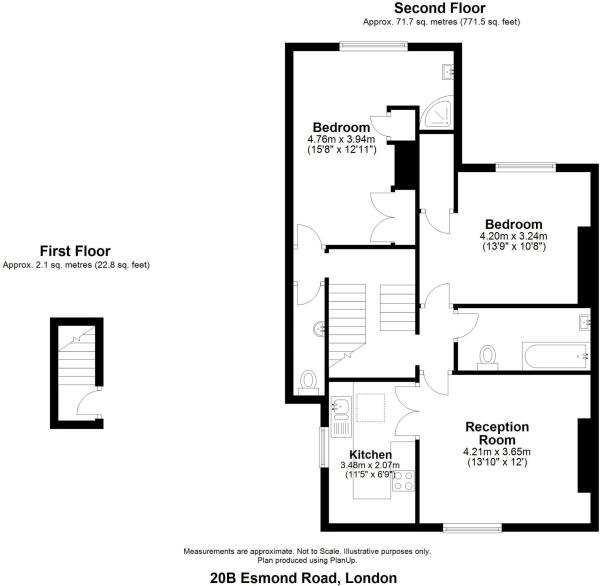 Second Floor
Approx. 71.7 sq. metres (771.5 sq. feet)
Bedroom
4.76m x 3.94m
(15'8" x 12'11")
Bedroom
4.20m x 3.24m
(13'9" x 10'8")
First Floor
Approx. 2.1 sq. metres (22.8 sq. feet)
Reception
Room
4.21m x 3.65m
(13'10" x 12')
Kitchen
3.48m x 2.07m
(11'5" x 6'9")
Measurements are approximate. Not to Scale. Illustrative purposes only.
Plan produced using PlanUp.
20B Esmond Road, London